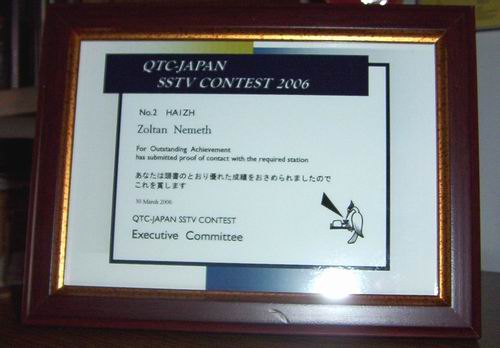 QTC-JAPAN
SSTV CONTEST 2006
No.2 HA1ZH
Zoltan Nemeth
For Outstanding Achievement
has submitted proof of contact with the required station
あなたは頭書のとおり優れた成績をおさめられましたので
これを賞します
30 March 2006
QTC-JAPAN SSTV CONTEST
Executive Committee